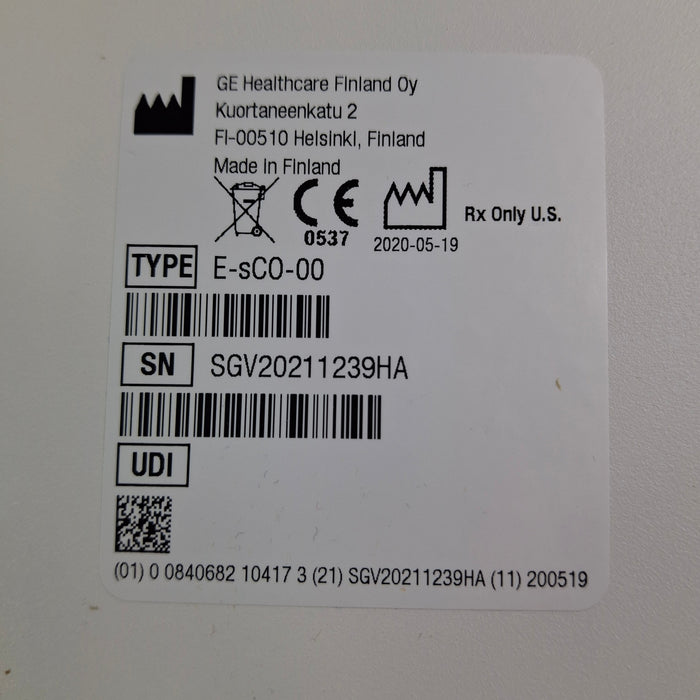 GE Healthcare Finland Oy
Kuortaneenkatu 2
FI-00510 Helsinki, Finland
Made in Finland
CE
0537
2020-05-19
Rx Only U.S.
TYPE E-sCO-00
SN SGV20211239HA
UDI
(01) 0 0840682 10417 3 (21) SGV20211239HA (11) 200519